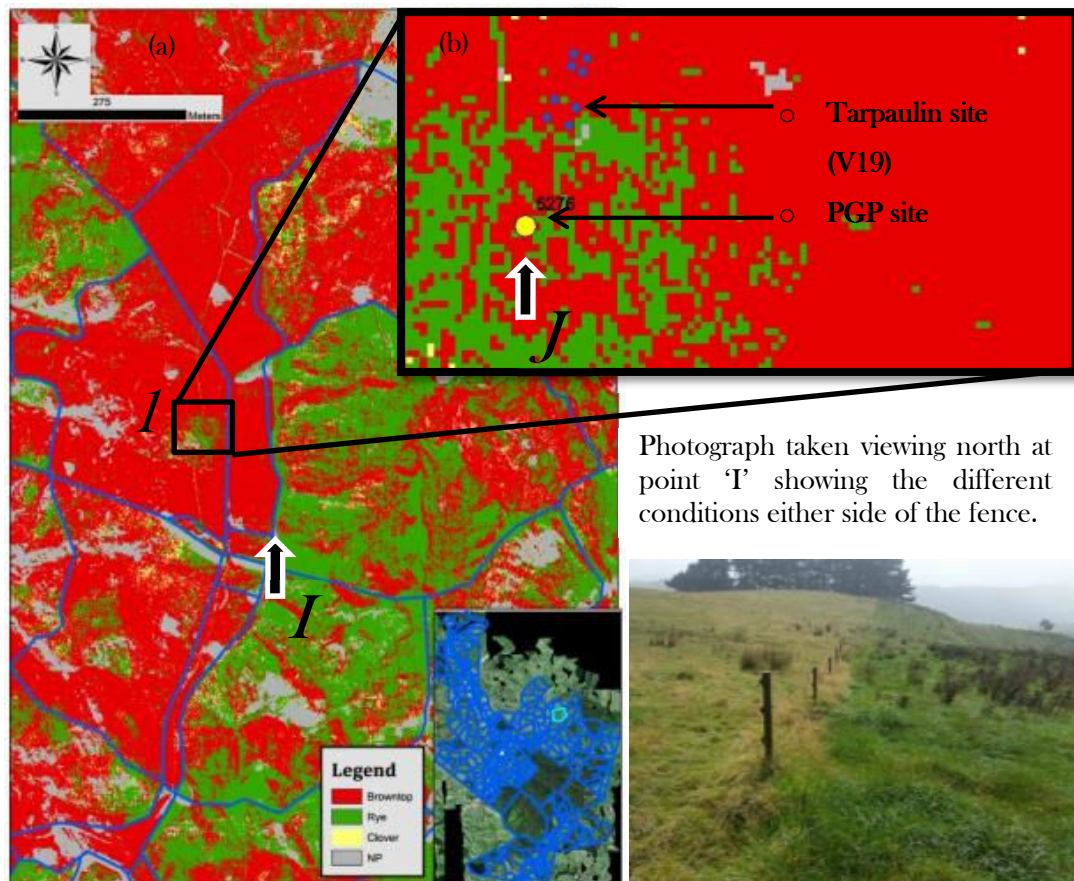 (a)
275
Meters
(b)
Tarpaulin site
(V19)
5276
PGP site
J
1
Photograph taken viewing north at
point ‘I’ showing the different
conditions either side of the fence.
I
Legend
Browntop
Rye
Clover
NP